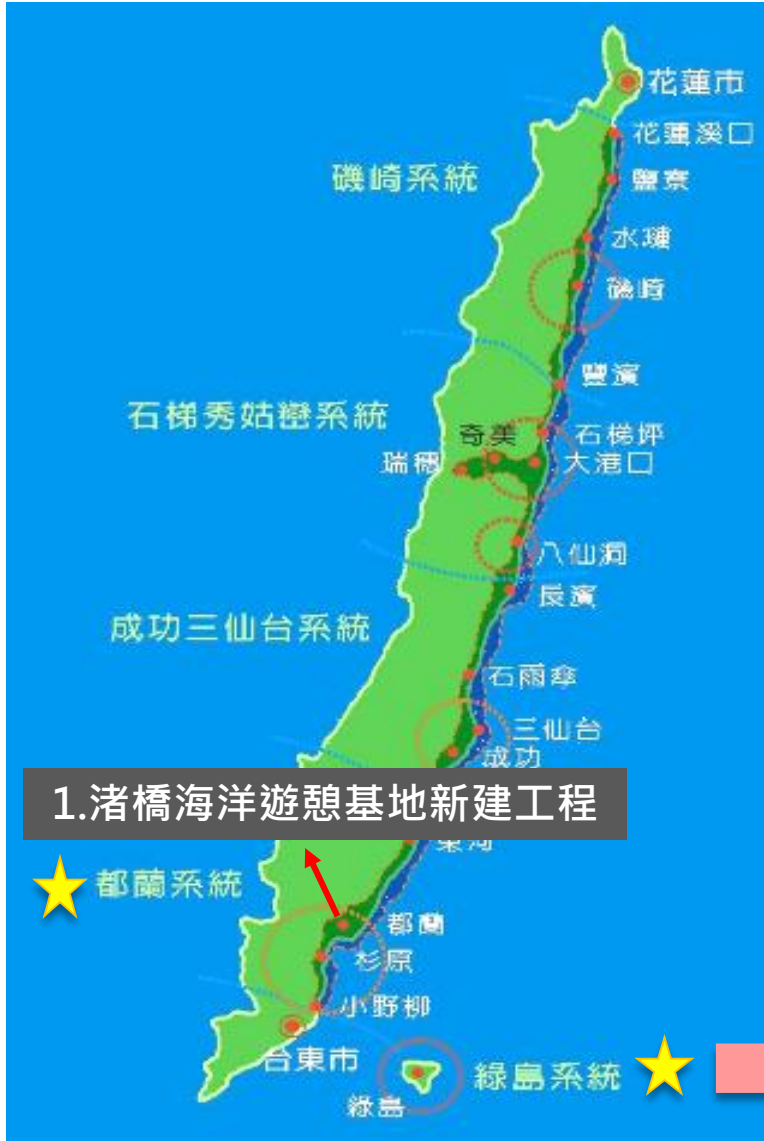 花蓮市
花蓮溪口
磯崎系統
鹽寮
水璉
磯崎
豐濱
石梯秀姑巒系統
奇美
石梯坪
瑞穗
大港口
八仙洞
長濱
成功三仙台系統
石雨傘
三仙台
成功
1.渚橋海洋遊憩基地新建工程
東河
都蘭系統
都蘭
杉原
小野柳
台東市
綠島系統
綠島